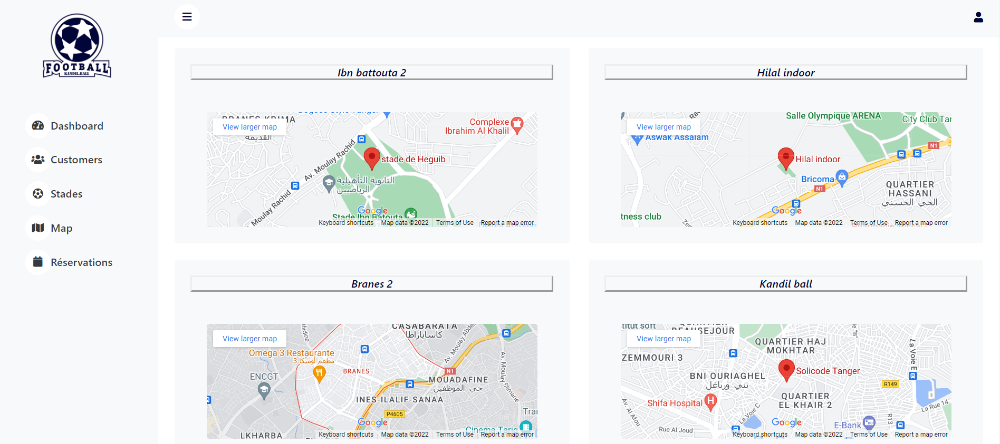 FOOTBALL
KANDIL.BALL
Dashboard
Customers
Stades
Map
Réservations
Ibn battouta 2
View larger map
القديمة
Av. Moulay Rachid
Complexe
Ibrahim Al Khalil
stade de Heguib
الثانوية التأهيلية
الرياضيين
Moulay Rachid
Stade Ibn Batouta
Google
Keyboard shortcuts
Map data ©2022
Terms of Use
Report a map error
Hilal indoor
View larger map
Salle Olympique ARENA
City Club Tan
Aswak Assalam
N1
Hilal indoor
Bricoma
N1
QUARTIER
HASSANI
الحي الحسني
tness club
Google
Keyboard shortcuts
Map data ©2022
Terms of Use
Report a map error
Branes 2
View larger map
CASABARATA
كاساباراطا
Av. Moulay Abde
Omega 3 Restaurante
مطعم أوميكا 3
BRANES
N1
ENCGT
MOUADAFINE
حي الموظفين
Av. Moulay Slimane
INES-ILALIF-SANAA
P4605
Google
Cinema Tariq
LKHARBA
Keyboard shortcuts
Map data ©2022
Terms of Use
Report a map error
Kandil ball
titut soft
QUARTIER
BEAUSEJOUR
View larger map
QUARTIER HAJ
MOKHTAR
ZEMMOURI 3
La Voie E
Solicode Tanger
BNI OURIAGHEL
بني ورياغل
R149
QUARTIER
EL KHAIR 2
Shifa Hospital
H
La Rue 14
Av. Al Afou
La Voie C
R13
Google
E-Bank
Rue Al Joud
Keyboard shortcuts
Map data ©2022
Terms of Use
Report a map error